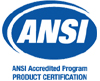 ANSI
ANSI Accredited Program
PRODUCT CERTIFICATION